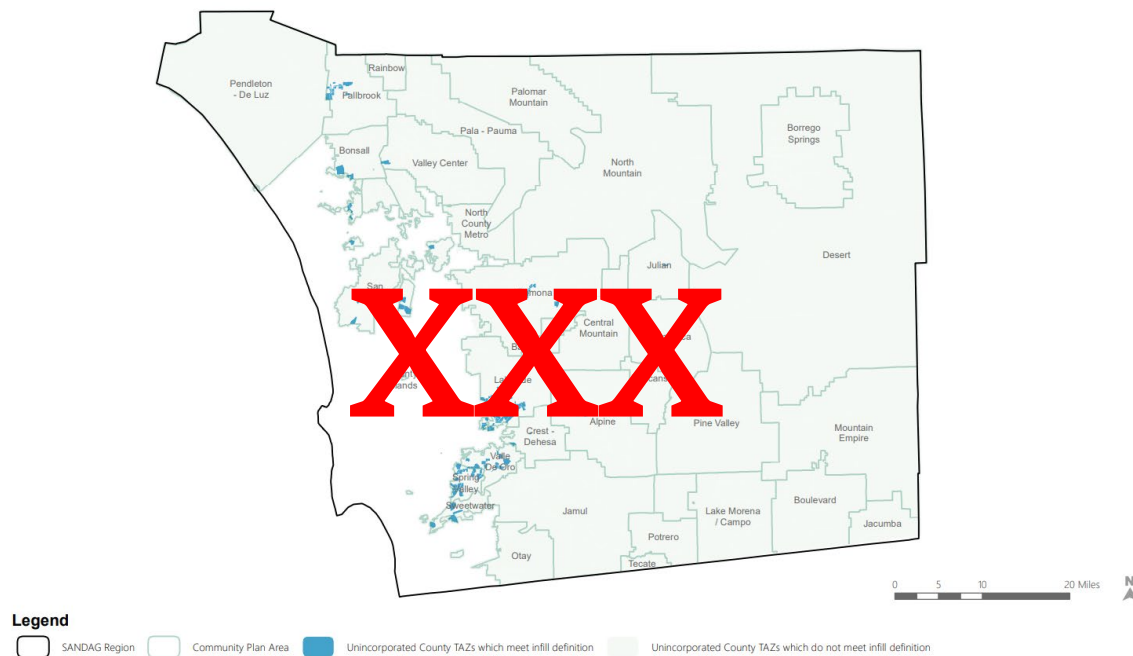 Rainbow
Pendleton
- De Luz
Fallbrook
Palomar
Mountain
Borrego
Springs
Pala - Pauma
Bonsall
Valley Center
North
Mountain
North
County
Metro
Desert
Julian
San
XXX
Central
Mountain
Alpine
Pine Valley
Crest -
Dehesa
Mountain
Empire
Valle
De Oro
Spring
Valley
Sweetwater
Jamul
Lake Morena
/ Campo
Boulevard
Jacumba
Potrero
Otay
Tecate
0 5 10 20 Miles
N
Legend
SANDAG Region Community Plan Area Unincorporated County TAZs which meet infill definition Unincorporated County TAZs which do not meet infill definition